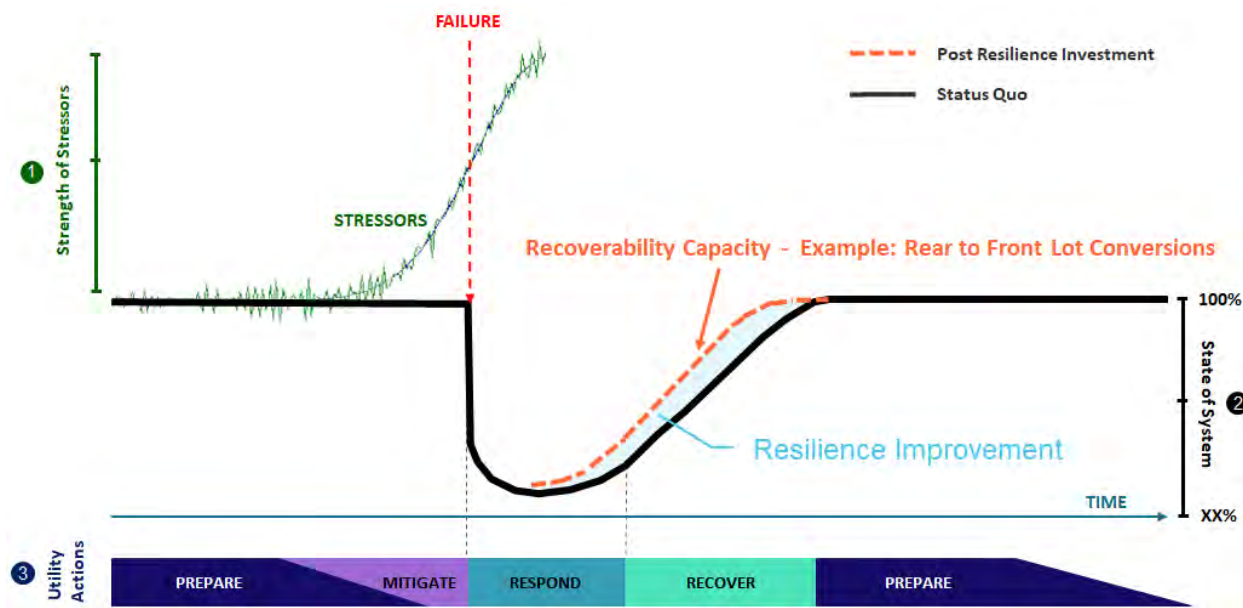 FAILURE
Post Resilience Investment
Status Quo
1
Strength of Stressors
STRESSORS
Recoverability Capacity - Example: Rear to Front Lot Conversions
100%
State of System
2
Resilience Improvement
TIME
XX%
3
Utility
Actions
PREPARE
MITIGATE
RESPOND
RECOVER
PREPARE